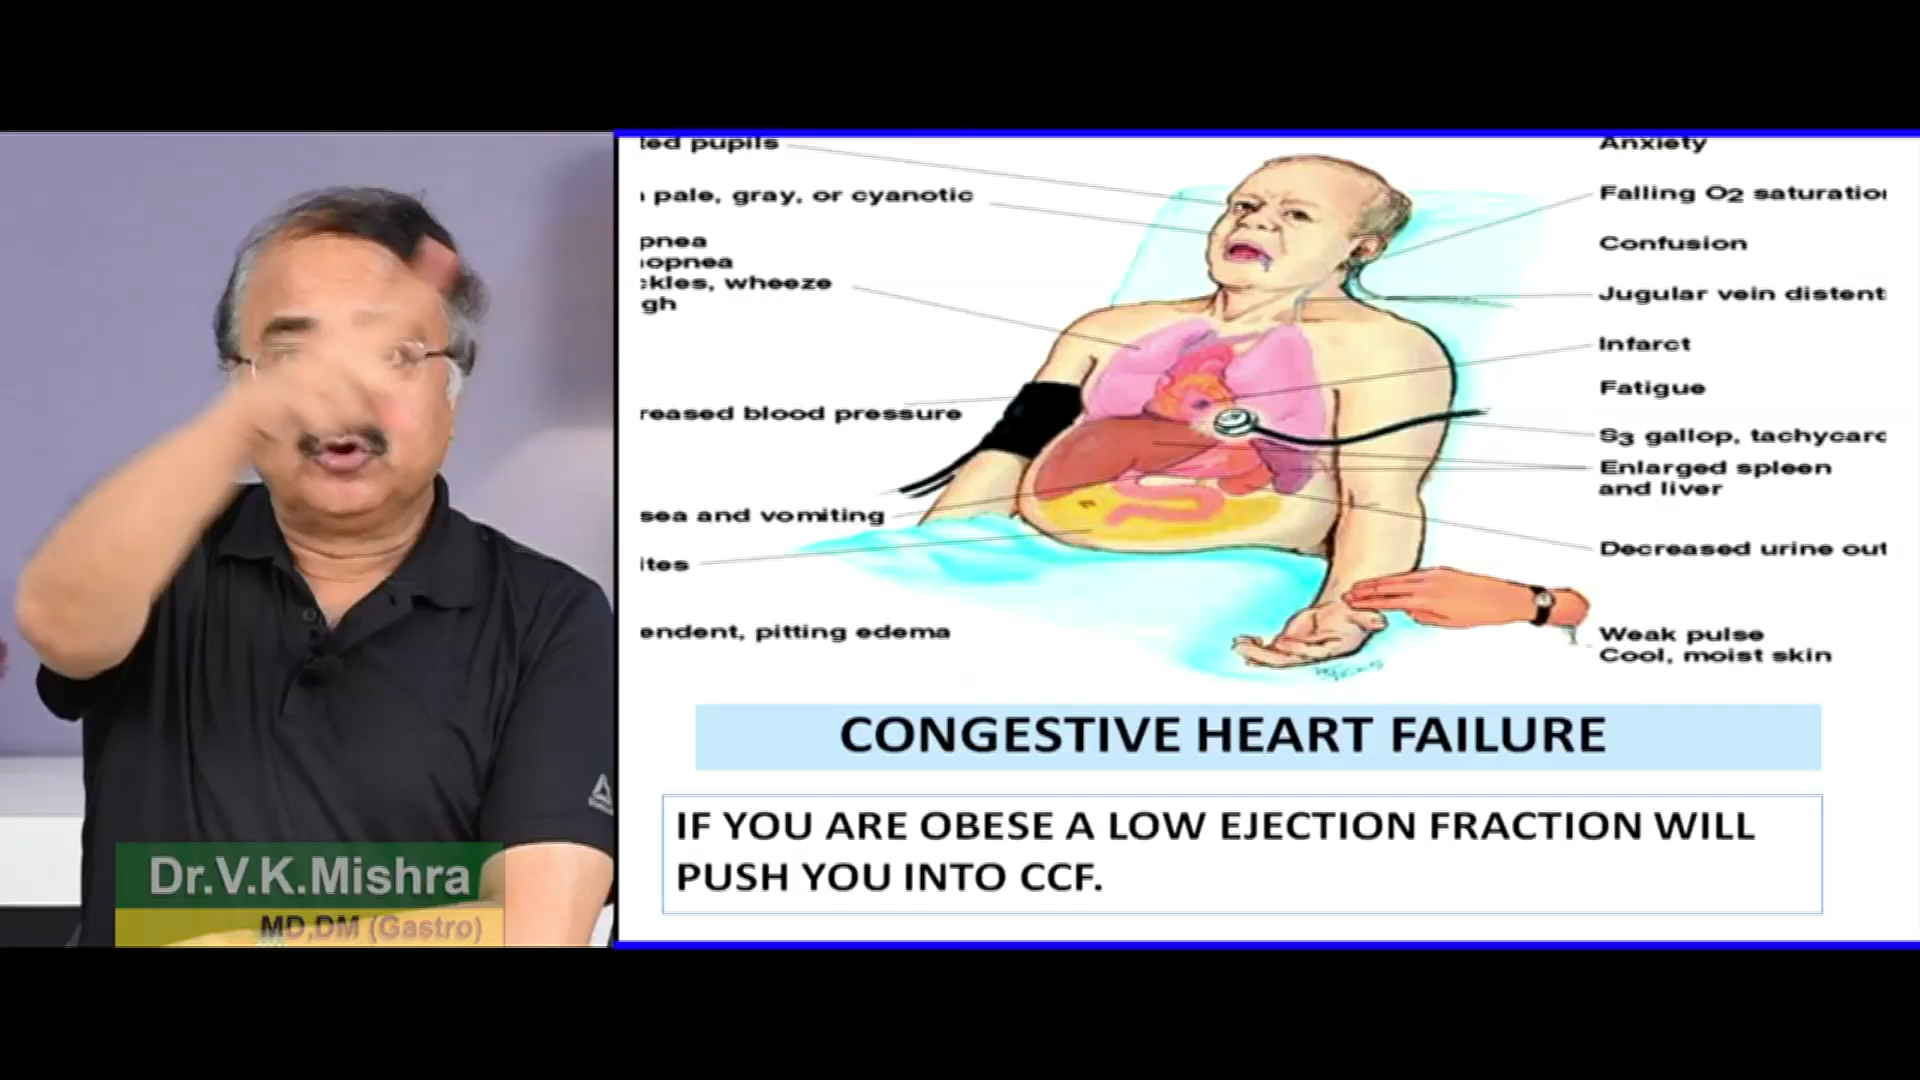 ted pupils
pale, gray, or cyanotic
pnea
opnea
ckles, wheeze
gh
reased blood pressure
sea and vomiting
ites
endent, pitting edema
Anxiety
Falling O2 saturation
Confusion
Jugular vein distent
Infarct
Fatigue
S3 gallop, tachycarc
Enlarged spleen
and liver
Decreased urine out
Weak pulse
Cool, moist skin
CONGESTIVE HEART FAILURE
IF YOU ARE OBESE A LOW EJECTION FRACTION WILL
PUSH YOU INTO CCF.
Dr.V.K.Mishra
MD,DM (Gastro)